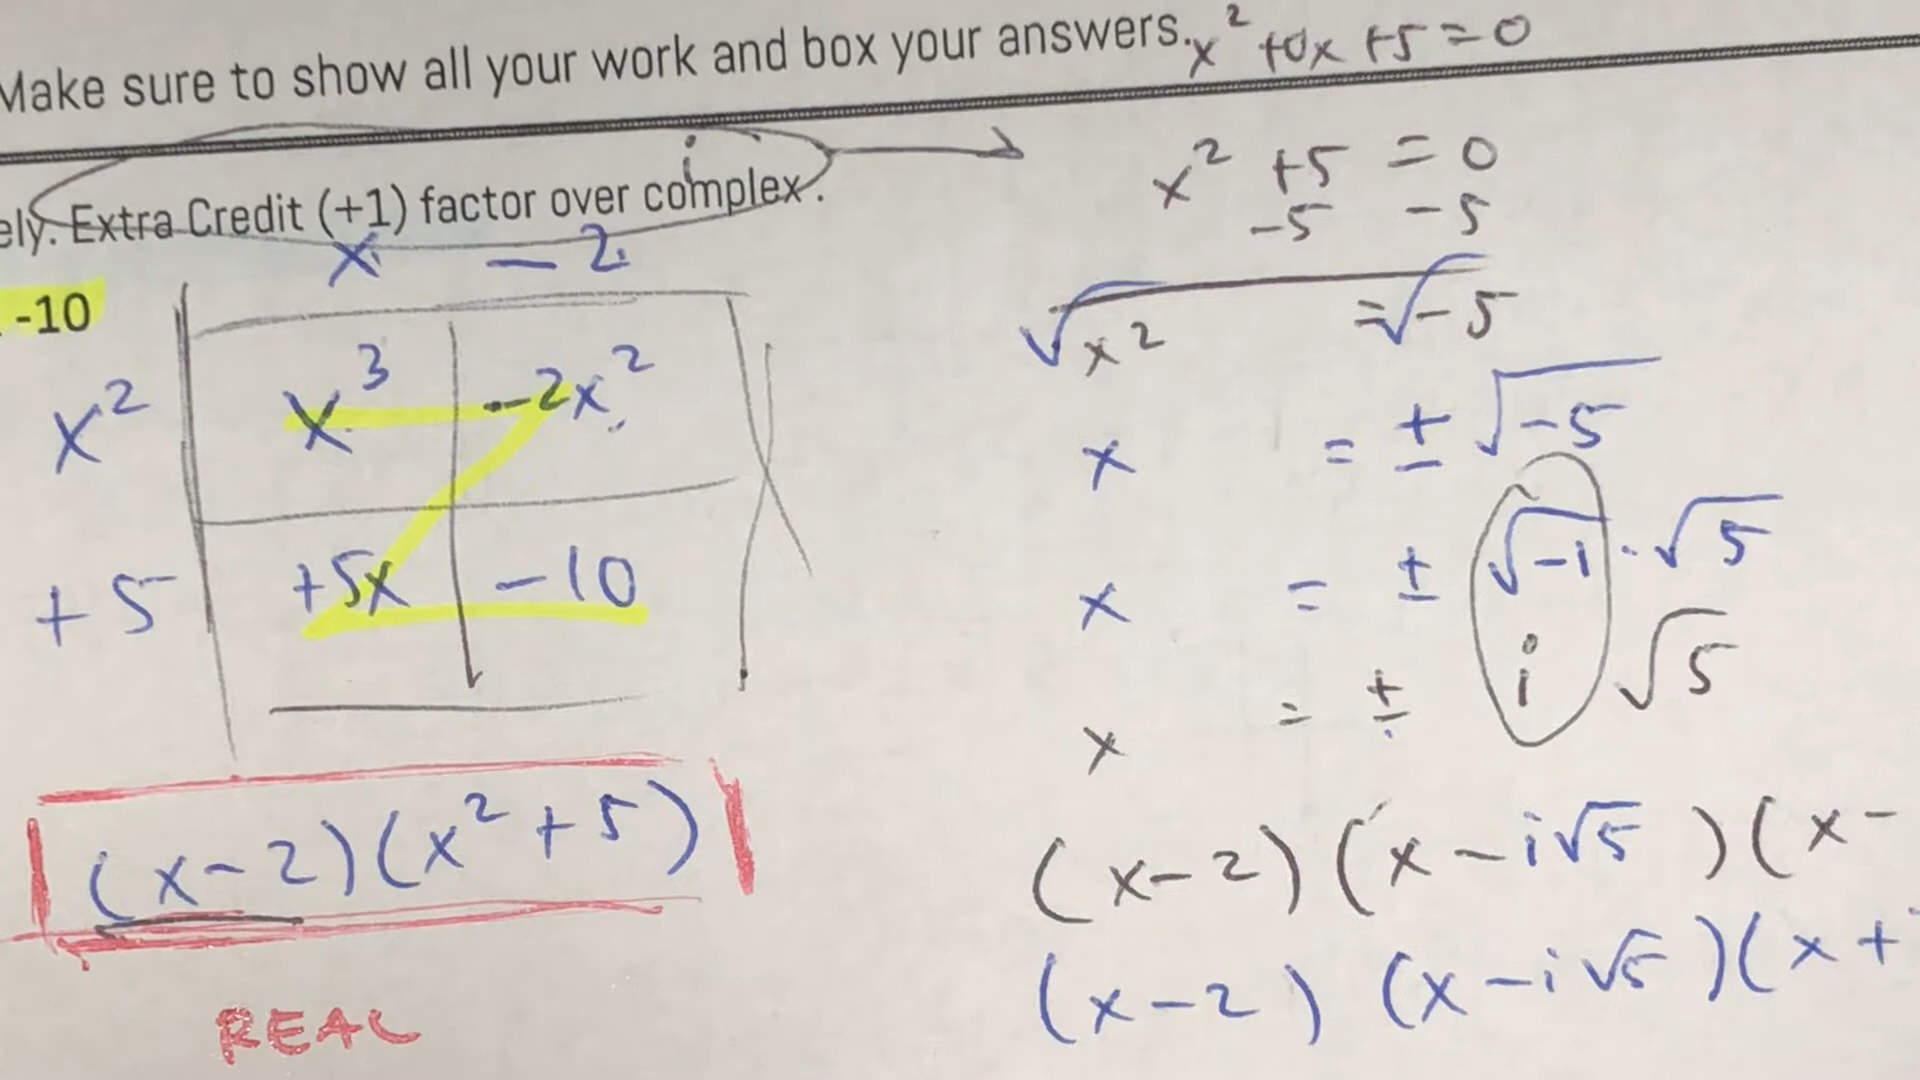 Make sure to show all your work and box your answers. x² +0x +5 = 0
ely. Extra Credit (+1) factor over complex.
i
-10
x - 2
x² x³ -2x²
+5 +5x -10
(x-2)(x²+5)
REAL
x² +5 = 0
-5 -5
√x² = √-5
x = ± √-5
x = ± √-1 · √5
x = ± i √5
(x-2)(x-i√5)(x-
(x-2)(x-i√5)(x+